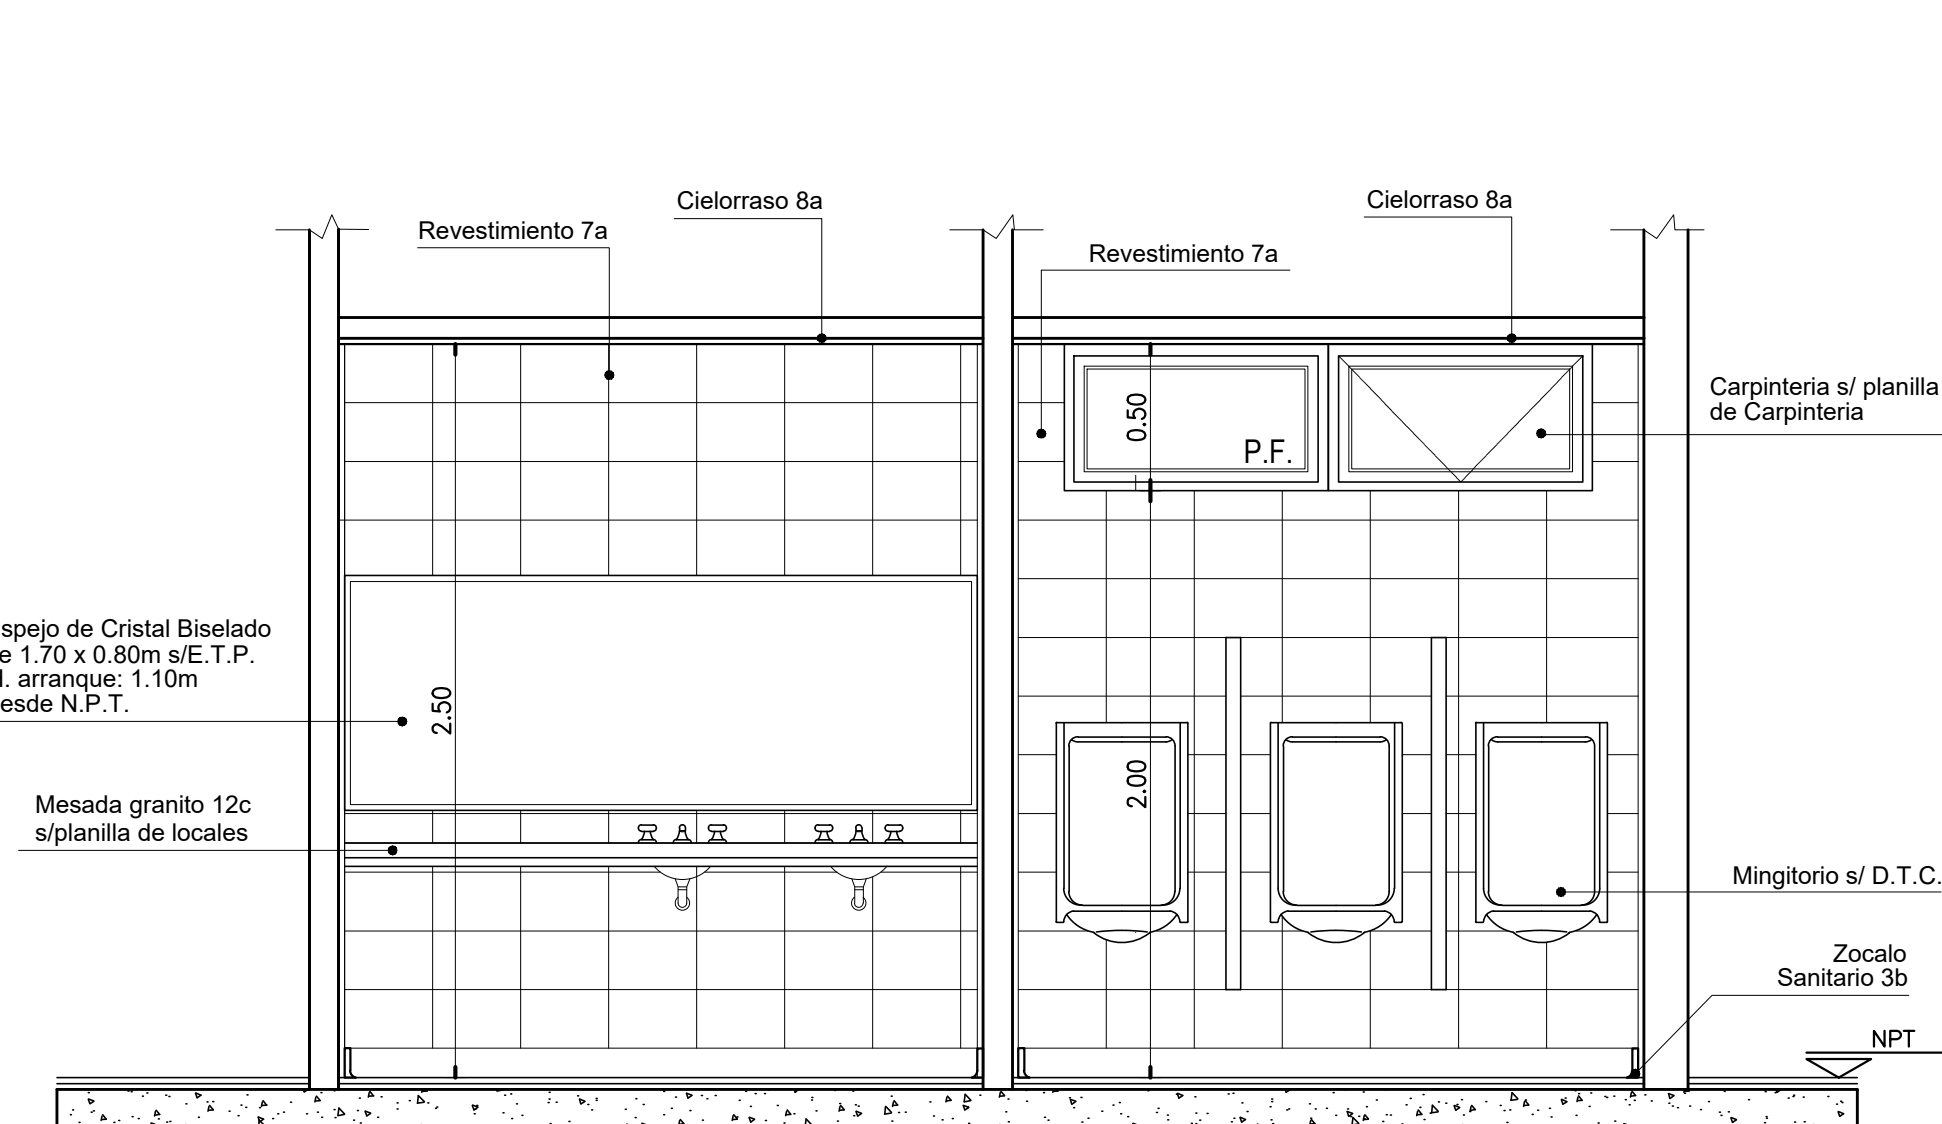 Cielorraso 8a
Revestimiento 7a
Cielorraso 8a
Revestimiento 7a
Carpinteria s/ planilla
de Carpinteria
0.50
P.F.
spejo de Cristal Biselado
e 1.70 x 0.80m s/E.T.P.
l. arranque: 1.10m
esde N.P.T.
2.50
2.00
Mesada granito 12c
s/planilla de locales
Mingitorio s/ D.T.C.
Zocalo
Sanitario 3b
NPT